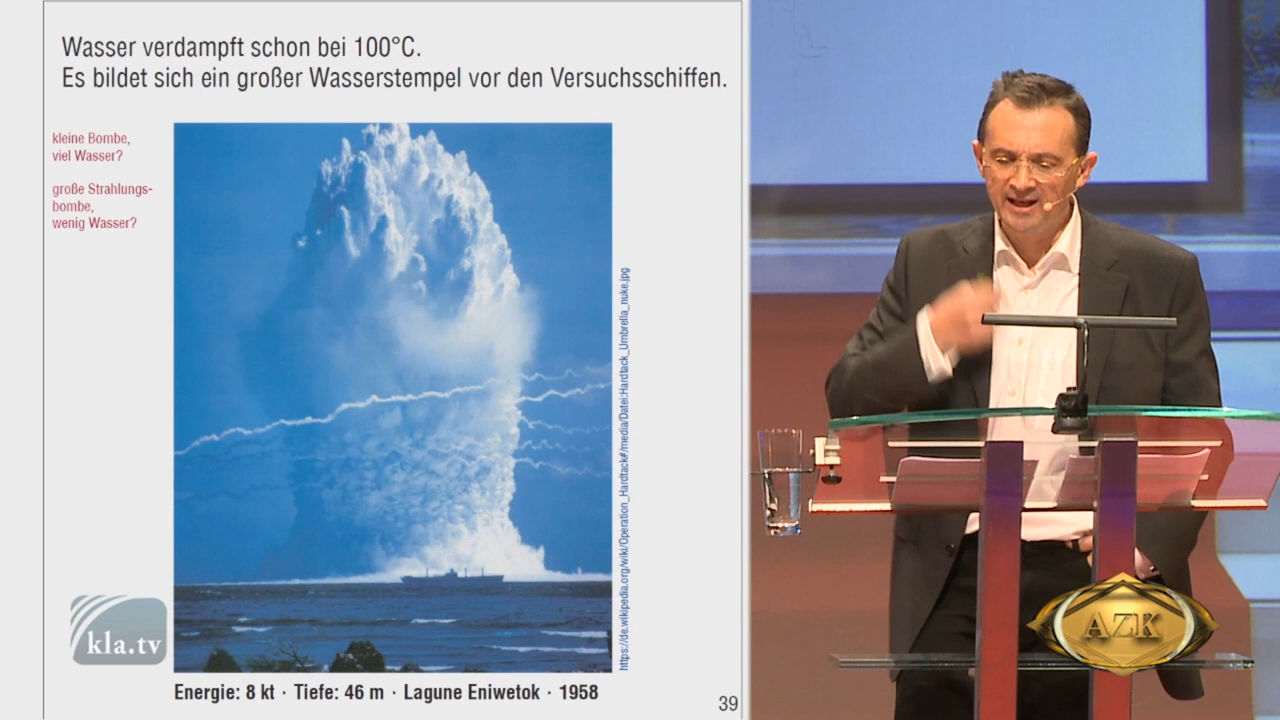 Wasser verdampft schon bei 100°C.
Es bildet sich ein großer Wasserstempel vor den Versuchsschiffen.
kleine Bombe,
viel Wasser?
große Strahlungs-
bombe,
wenig Wasser?
https://de.wikipedia.org/wiki/Operation_Hardtack#/media/Datei:Hardtack_Umbrella_nuke.jpg
kla.tv
Energie: 8 kt · Tiefe: 46 m · Lagune Eniwetok · 1958
39
AZK